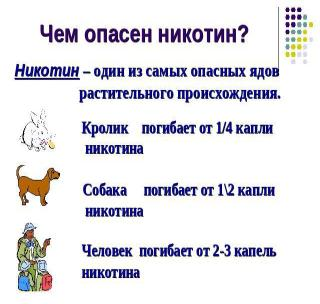 Чем опасен никотин?
Никотин – один из самых опасных ядов
растительного происхождения.
Кролик погибает от 1/4 капли
никотина
Собака погибает от 1\2 капли
никотина
Человек погибает от 2-3 капель
никотина